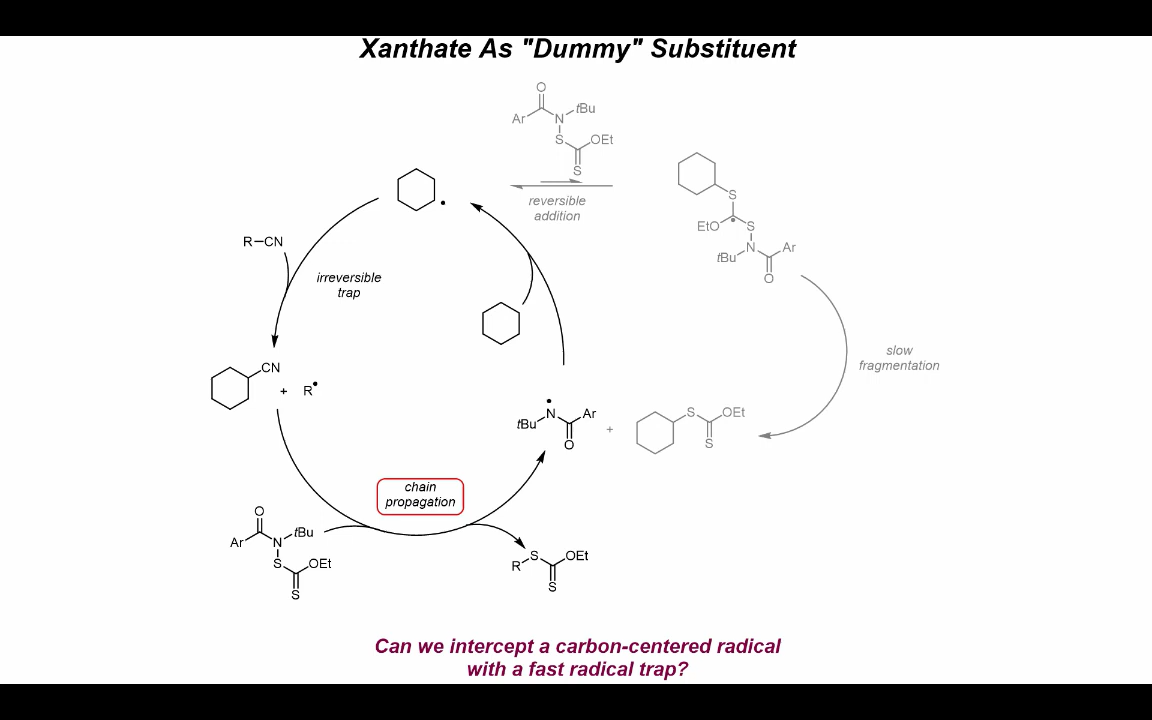 Xanthate As "Dummy" Substituent
O
Ar
N
tBu
S
OEt
S
reversible
addition
S
EtO
S
N
Ar
tBu
O
R–CN
irreversible
trap
slow
fragmentation
CN
+ R•
tBu
N
Ar
O
+
S
OEt
S
chain
propagation
O
Ar
N
tBu
S
OEt
S
R
S
OEt
S
Can we intercept a carbon-centered radical
with a fast radical trap?